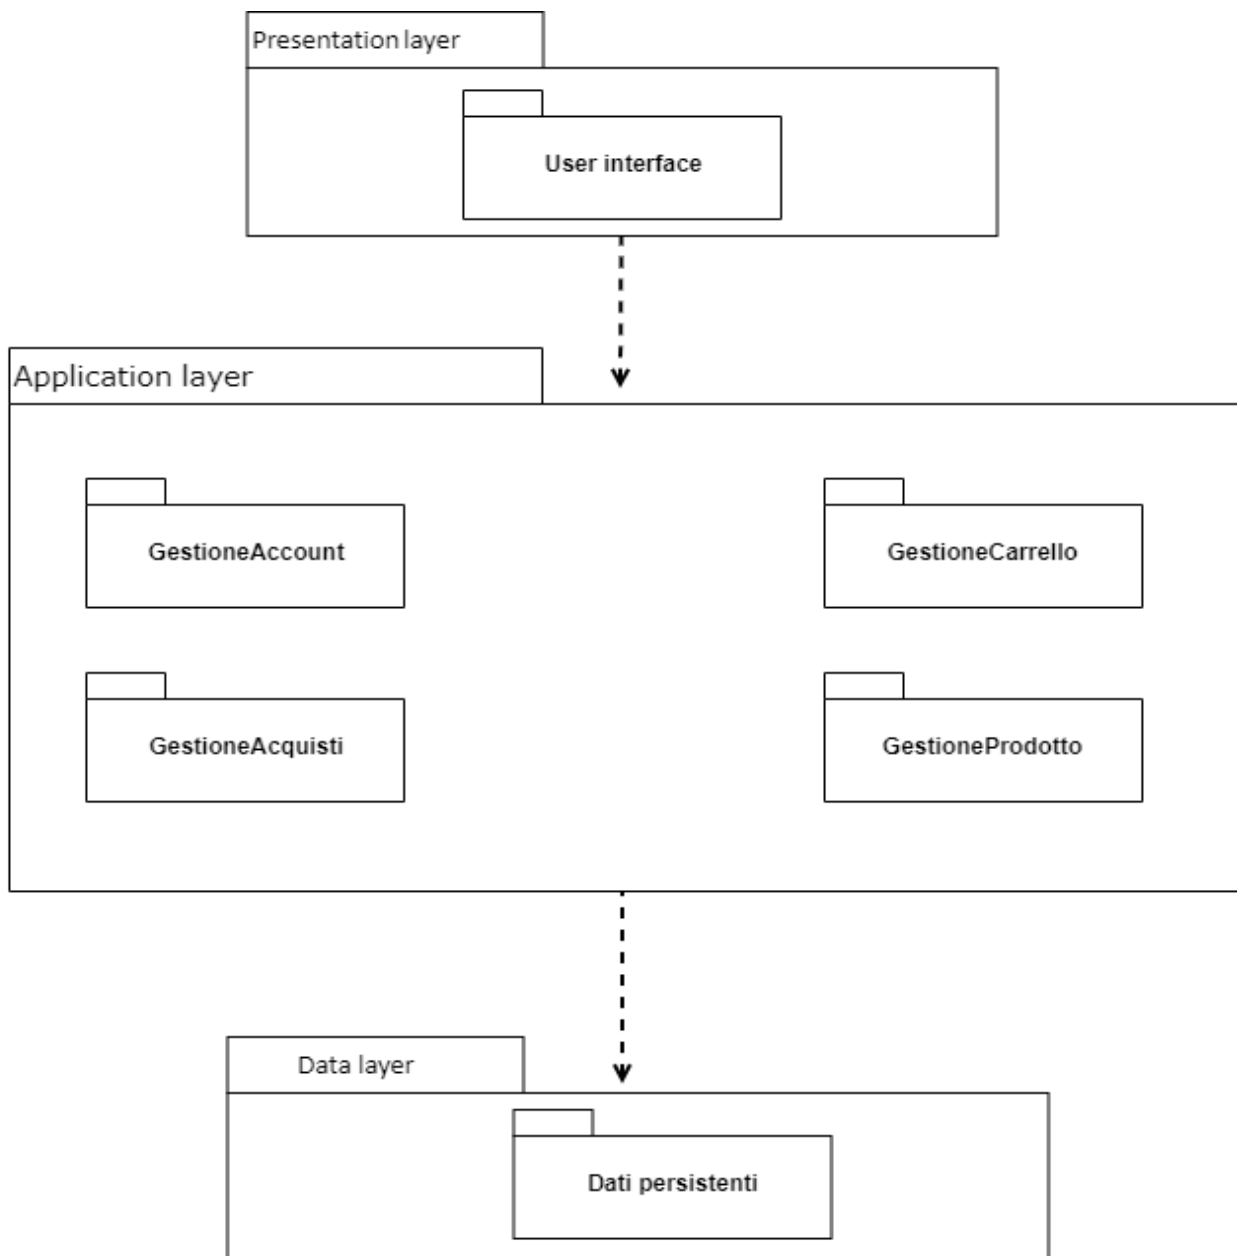 Presentation layer
User interface
Application layer
GestioneAccount
GestioneCarrello
GestioneAcquisti
GestioneProdotto
Data layer
Dati persistenti